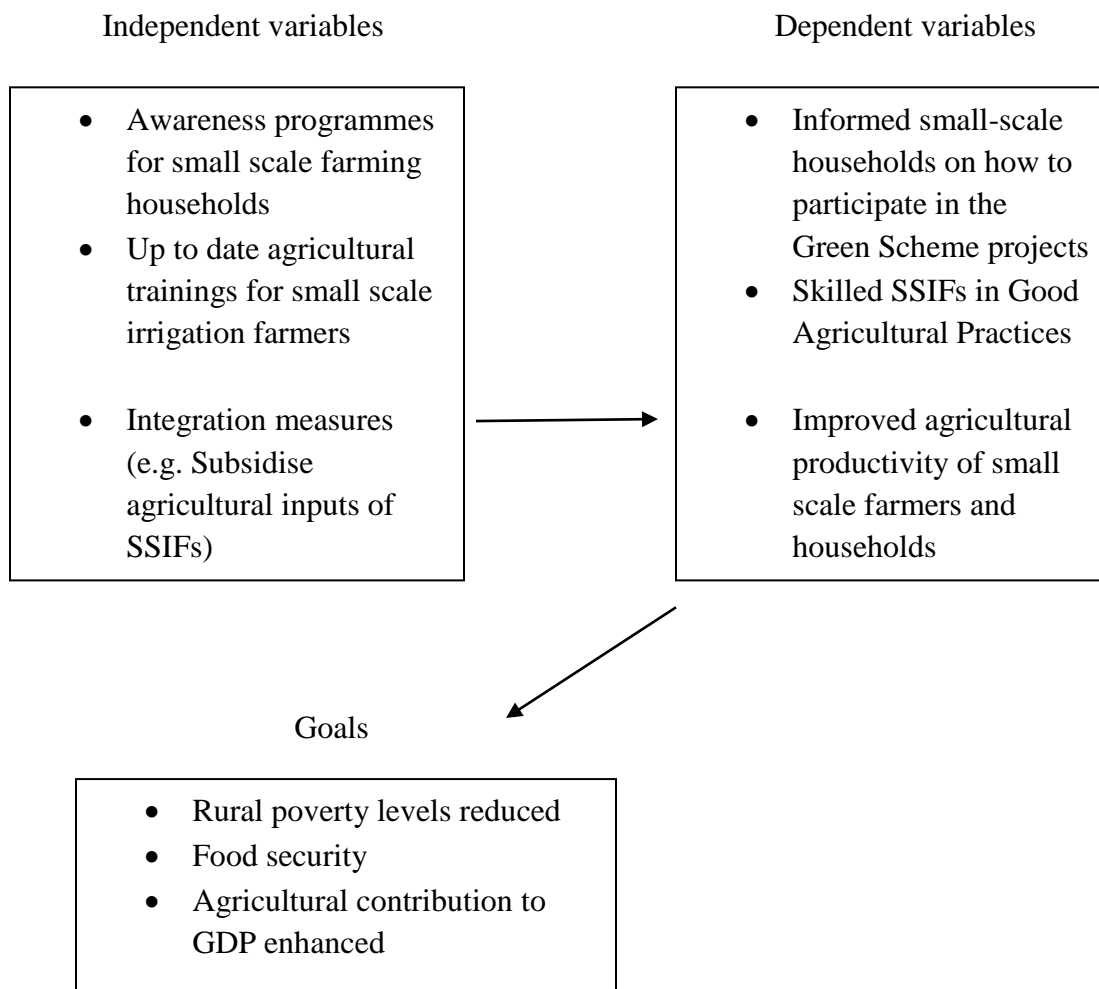 Independent variables
• Awareness programmes
for small scale farming
households
• Up to date agricultural
trainings for small scale
irrigation farmers
• Integration measures
(e.g. Subsidise
agricultural inputs of
SSIFs)
Dependent variables
• Informed small-scale
households on how to
participate in the
Green Scheme projects
• Skilled SSIFs in Good
Agricultural Practices
• Improved agricultural
productivity of small
scale farmers and
households
Goals
• Rural poverty levels reduced
• Food security
• Agricultural contribution to
GDP enhanced